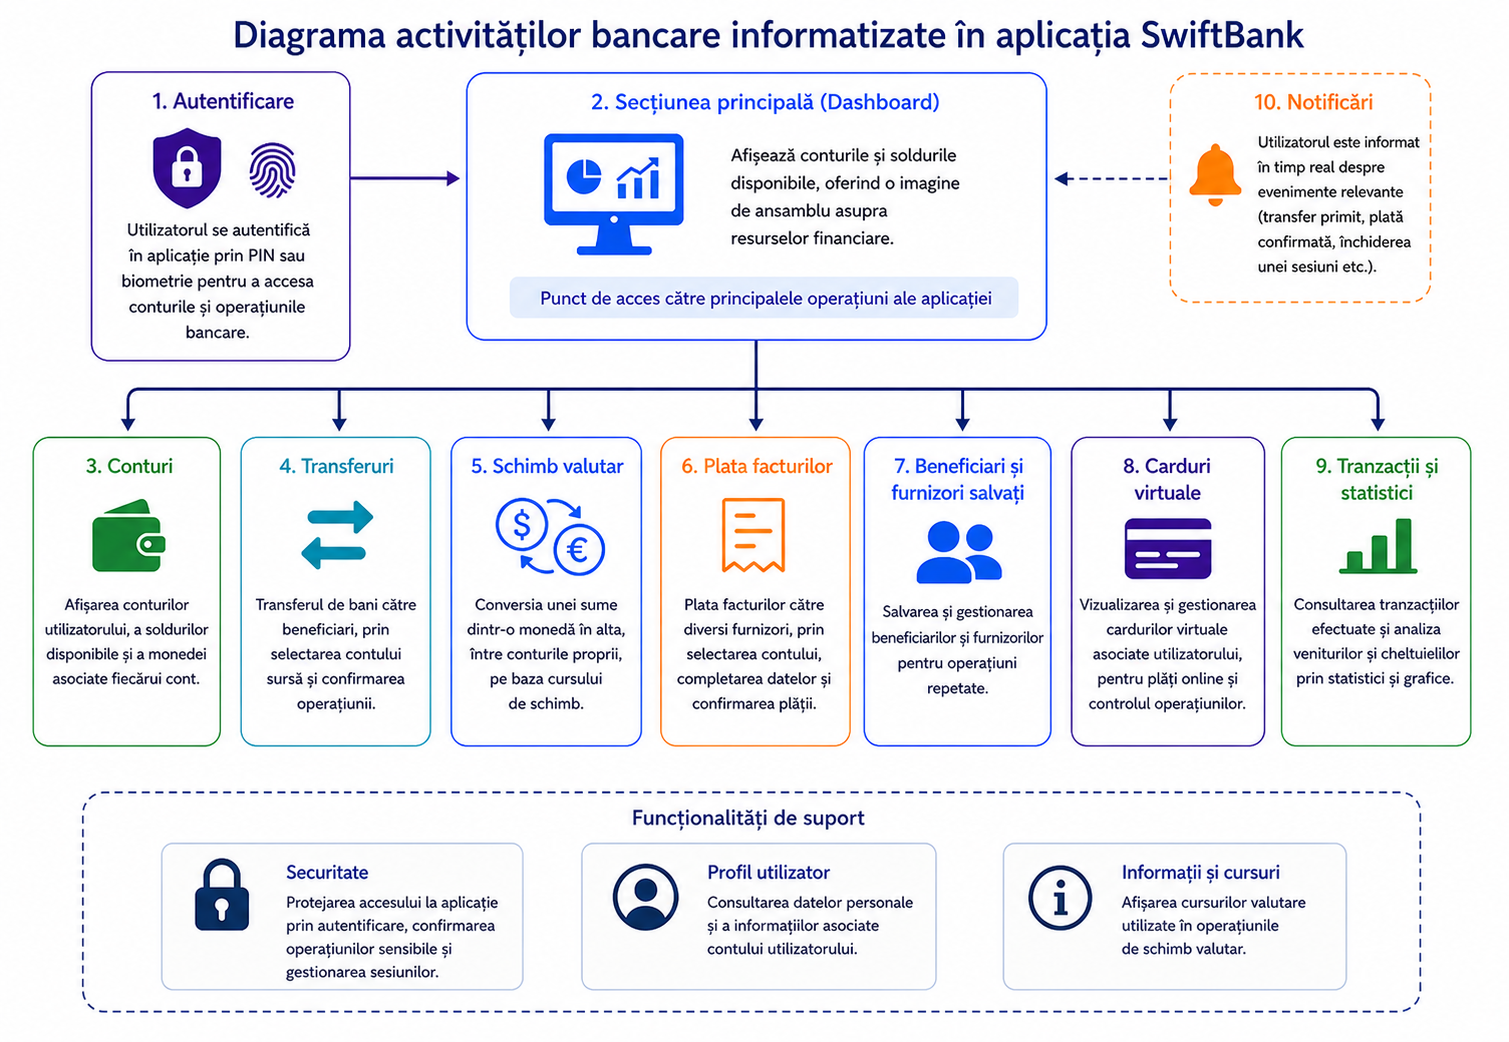 Diagrama activităților bancare informatizate în aplicația SwiftBank
1. Autentificare
Utilizatorul se autentifică
în aplicație prin PIN sau
biometrie pentru a accesa
conturile și operațiunile
bancare.
2. Secțiunea principală (Dashboard)
Afișează conturile și soldurile
disponibile, oferind o imagine
de ansamblu asupra
resurselor financiare.
Punct de acces către principalele operațiuni ale aplicației
10. Notificări
Utilizatorul este informat
în timp real despre
evenimente relevante
(transfer primit, plată
confirmată, închiderea
unei sesiuni etc.).
3. Conturi
Afișarea conturilor
utilizatorului, a soldurilor
disponibile și a monedei
asociate fiecărui cont.
4. Transferuri
Transferul de bani către
beneficiari, prin
selectarea contului
sursă și confirmarea
operațiunii.
5. Schimb valutar
$
€
Conversia unei sume
dintr-o monedă în alta,
între conturile proprii,
pe baza cursului
de schimb.
6. Plata facturilor
Plata facturilor către
diversi furnizori, prin
selectarea contului,
completarea datelor și
confirmarea plății.
7. Beneficiari și
furnizori salvați
Salvarea și gestionarea
beneficiarilor și furnizorilor
pentru operațiuni
repetate.
8. Carduri
virtuale
Vizualizarea și gestionarea
cardurilor virtuale
asociate utilizatorului,
pentru plăți online și
controlul operațiunilor.
9. Tranzacții și
statistici
Consultarea tranzacțiilor
efectuate și analiza
veniturilor și cheltuielilor
prin statistici și grafice.
Funcționalități de suport
Securitate
Protejarea accesului la aplicație
prin autentificare, confirmarea
operațiunilor sensibile și
gestionarea sesiunilor.
Profil utilizator
Consultarea datelor personale
și a informațiilor asociate
contului utilizatorului.
i
Informații și cursuri
Afișarea cursurilor valutare
utilizate în operațiunile
de schimb valutar.